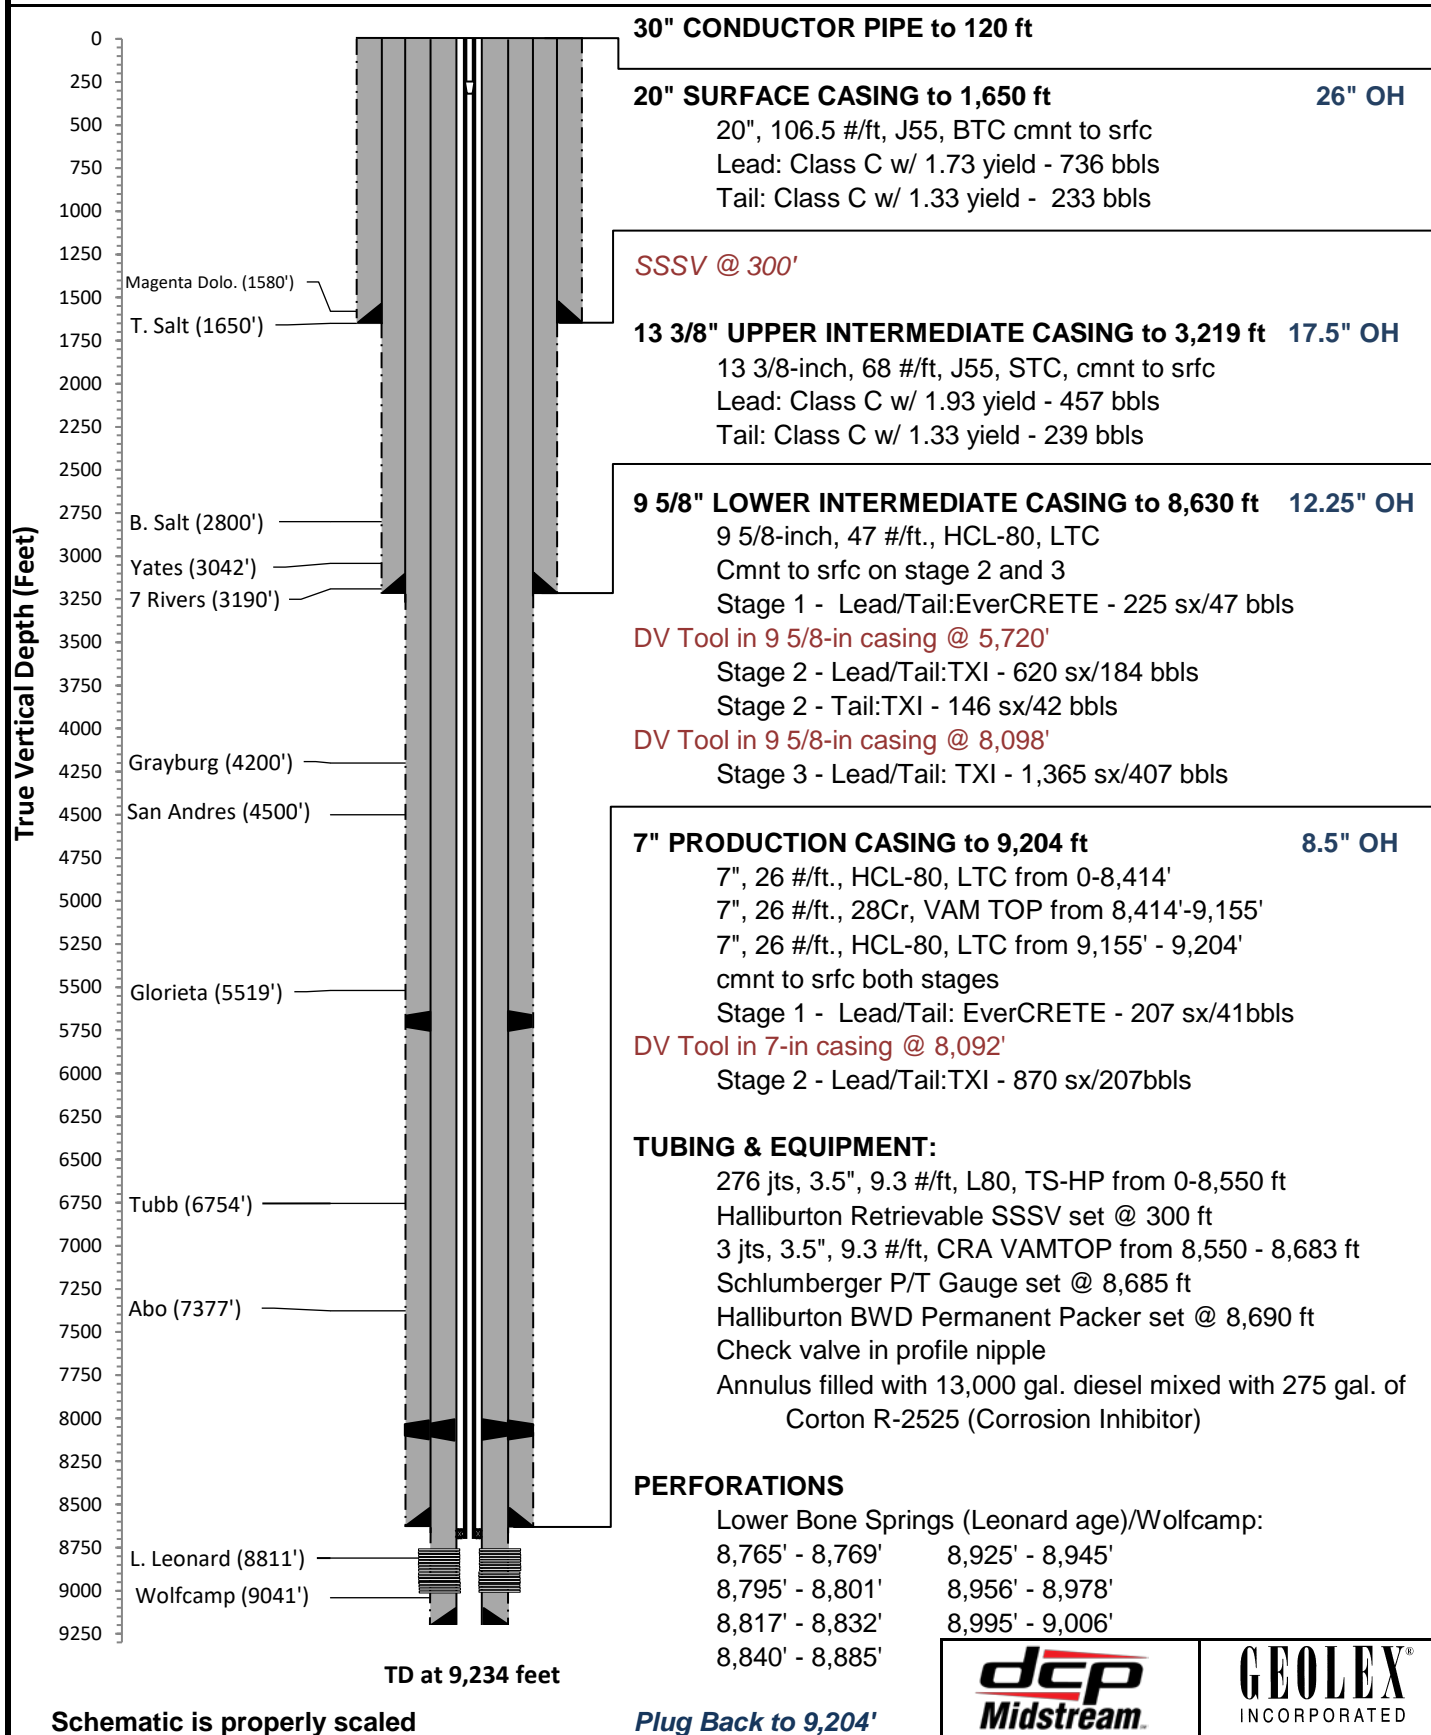 30" CONDUCTOR PIPE to 120 ft
20" SURFACE CASING to 1,650 ft 26" OH
20", 106.5 #/ft, J55, BTC cmnt to srfc
Lead: Class C w/ 1.73 yield - 736 bbls
Tail: Class C w/ 1.33 yield - 233 bbls
SSSV @ 300'
13 3/8" UPPER INTERMEDIATE CASING to 3,219 ft 17.5" OH
13 3/8-inch, 68 #/ft, J55, STC, cmnt to srfc
Lead: Class C w/ 1.93 yield - 457 bbls
Tail: Class C w/ 1.33 yield - 239 bbls
9 5/8" LOWER INTERMEDIATE CASING to 8,630 ft 12.25" OH
9 5/8-inch, 47 #/ft., HCL-80, LTC
Cmnt to srfc on stage 2 and 3
Stage 1 - Lead/Tail:EverCRETE - 225 sx/47 bbls
DV Tool in 9 5/8-in casing @ 5,720'
Stage 2 - Lead/Tail:TXI - 620 sx/184 bbls
Stage 2 - Tail:TXI - 146 sx/42 bbls
DV Tool in 9 5/8-in casing @ 8,098'
Stage 3 - Lead/Tail: TXI - 1,365 sx/407 bbls
7" PRODUCTION CASING to 9,204 ft 8.5" OH
7", 26 #/ft., HCL-80, LTC from 0-8,414'
7", 26 #/ft., 28Cr, VAM TOP from 8,414'-9,155'
7", 26 #/ft., HCL-80, LTC from 9,155' - 9,204'
cmnt to srfc both stages
Stage 1 - Lead/Tail: EverCRETE - 207 sx/41bbls
DV Tool in 7-in casing @ 8,092'
Stage 2 - Lead/Tail:TXI - 870 sx/207bbls
TUBING & EQUIPMENT:
276 jts, 3.5", 9.3 #/ft, L80, TS-HP from 0-8,550 ft
Halliburton Retrievable SSSV set @ 300 ft
3 jts, 3.5", 9.3 #/ft, CRA VAMTOP from 8,550 - 8,683 ft
Schlumberger P/T Gauge set @ 8,685 ft
Halliburton BWD Permanent Packer set @ 8,690 ft
Check valve in profile nipple
Annulus filled with 13,000 gal. diesel mixed with 275 gal. of
Corton R-2525 (Corrosion Inhibitor)
PERFORATIONS
Lower Bone Springs (Leonard age)/Wolfcamp:
8,765' - 8,769' 8,925' - 8,945'
8,795' - 8,801' 8,956' - 8,978'
8,817' - 8,832' 8,995' - 9,006'
8,840' - 8,885'
True Vertical Depth (Feet)
0
250
500
750
1000
1250
1500
1750
2000
2250
2500
2750
3000
3250
3500
3750
4000
4250
4500
4750
5000
5250
5500
5750
6000
6250
6500
6750
7000
7250
7500
7750
8000
8250
8500
8750
9000
9250
Magenta Dolo. (1580')
T. Salt (1650')
B. Salt (2800')
Yates (3042')
7 Rivers (3190')
Grayburg (4200')
San Andres (4500')
Glorieta (5519')
Tubb (6754')
Abo (7377')
L. Leonard (8811')
Wolfcamp (9041')
TD at 9,234 feet
Schematic is properly scaled
Plug Back to 9,204'
dcp
Midstream
GEOLEX®
INCORPORATED